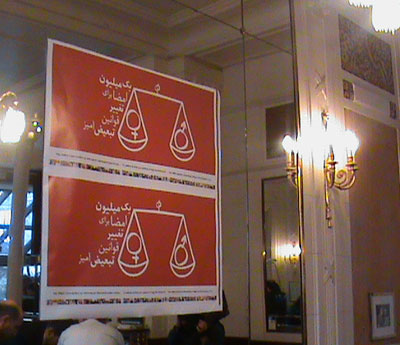 یک میلیون
امضا برای
تغییر
قوانین
تبعیض آمیز
یک میلیون
امضا برای
تغییر
قوانین
تبعیض آمیز